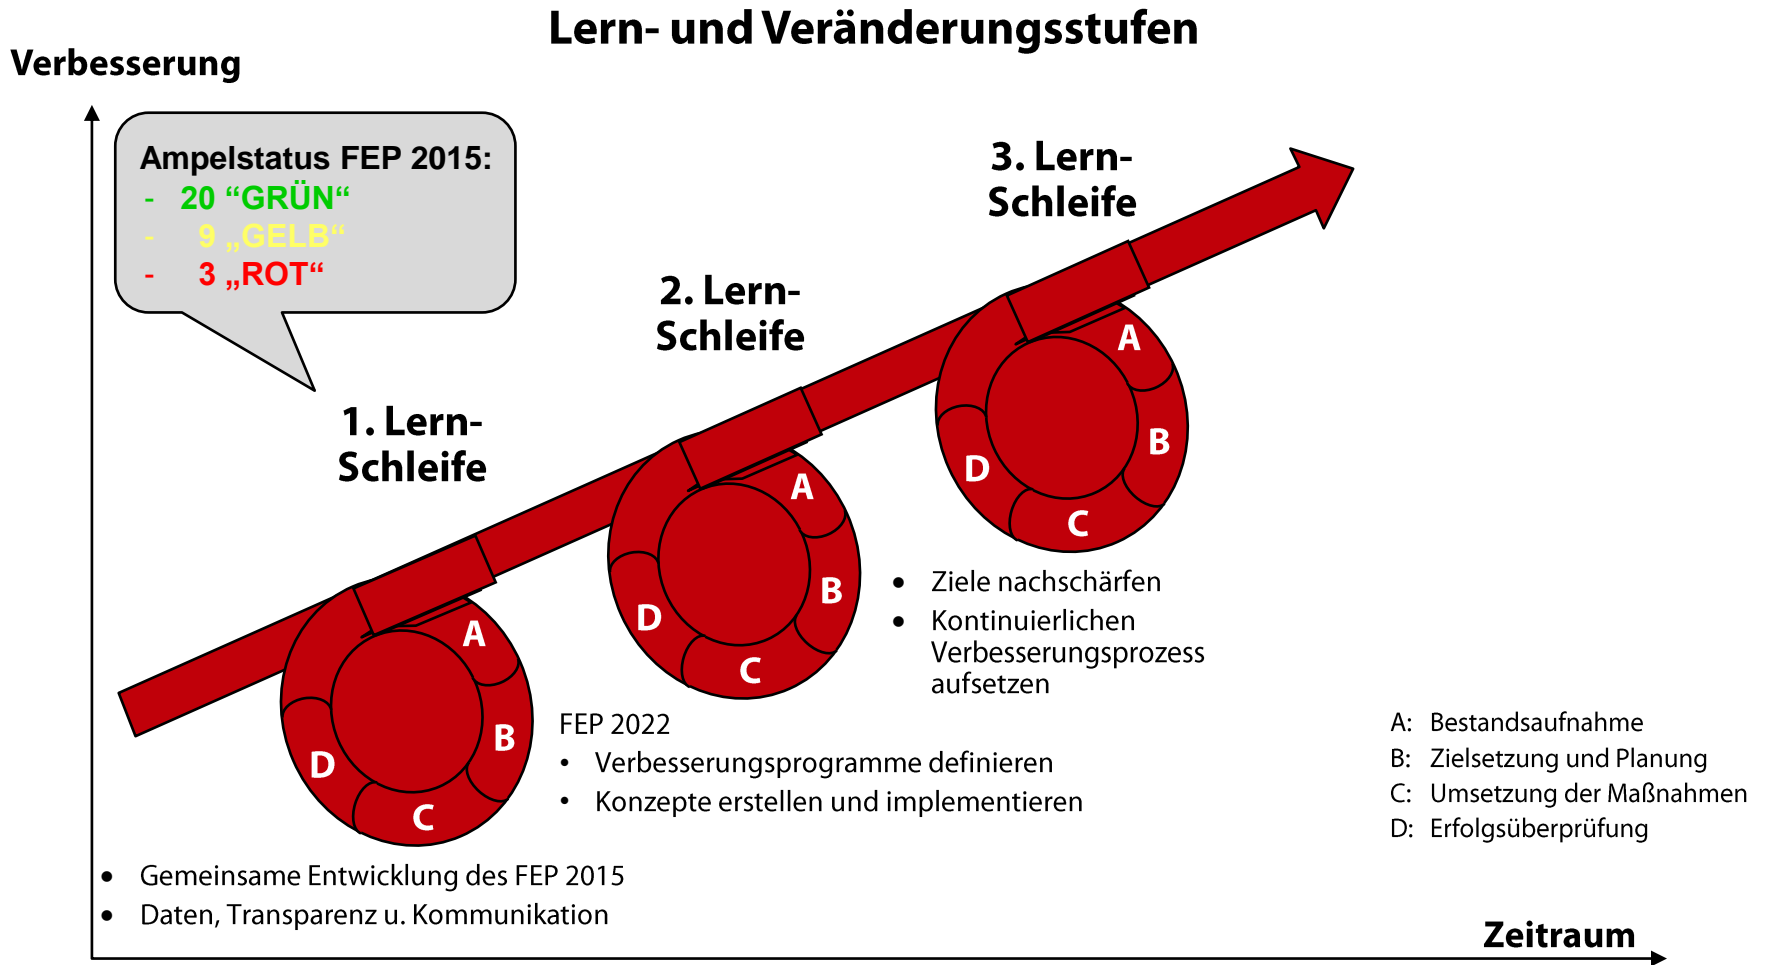 Lern- und Veränderungsstufen
Verbesserung
Ampelstatus FEP 2015:
- 20 “GRÜN“
- 9 „GELB“
- 3 „ROT“
1. Lern-
Schleife
2. Lern-
Schleife
3. Lern-
Schleife
A
B
C
D
A
B
C
D
A
B
C
D
• Gemeinsame Entwicklung des FEP 2015
• Daten, Transparenz u. Kommunikation
FEP 2022
• Verbesserungsprogramme definieren
• Konzepte erstellen und implementieren
• Ziele nachschärfen
• Kontinuierlichen
Verbesserungsprozess
aufsetzen
A: Bestandsaufnahme
B: Zielsetzung und Planung
C: Umsetzung der Maßnahmen
D: Erfolgsüberprüfung
Zeitraum